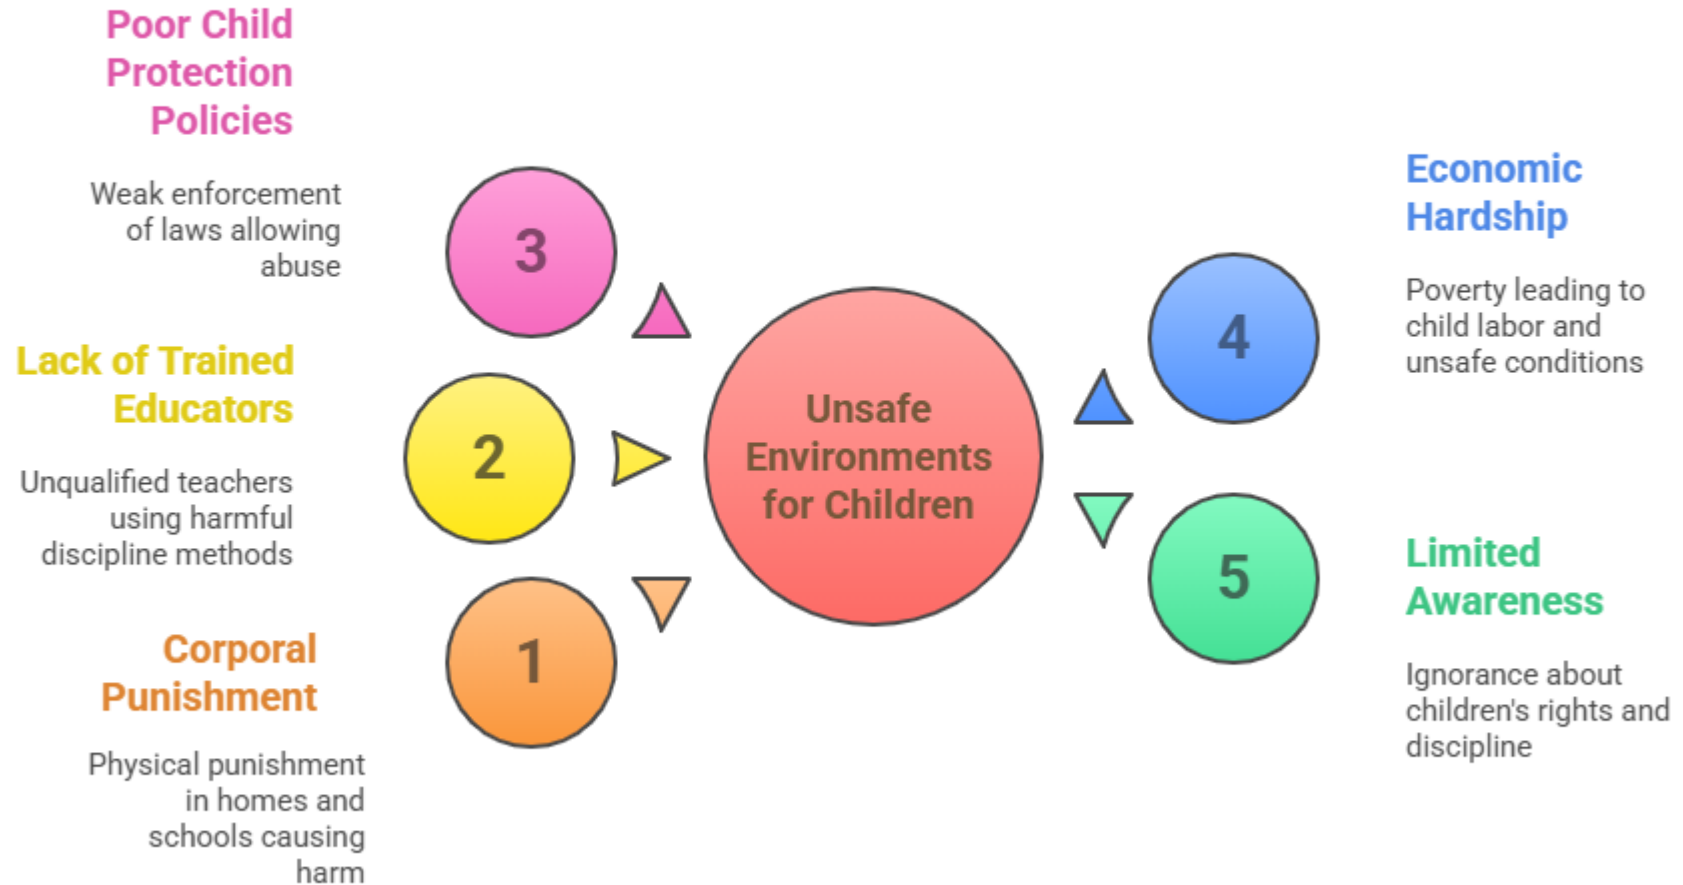 Poor Child
Protection
Policies
Weak enforcement
of laws allowing
abuse
3
Lack of Trained
Educators
Unqualified teachers
using harmful
discipline methods
2
Corporal
Punishment
Physical punishment
in homes and
schools causing
harm
1
Unsafe
Environments
for Children
Economic
Hardship
Poverty leading to
child labor and
unsafe conditions
4
Limited
Awareness
Ignorance about
children's rights and
discipline
5